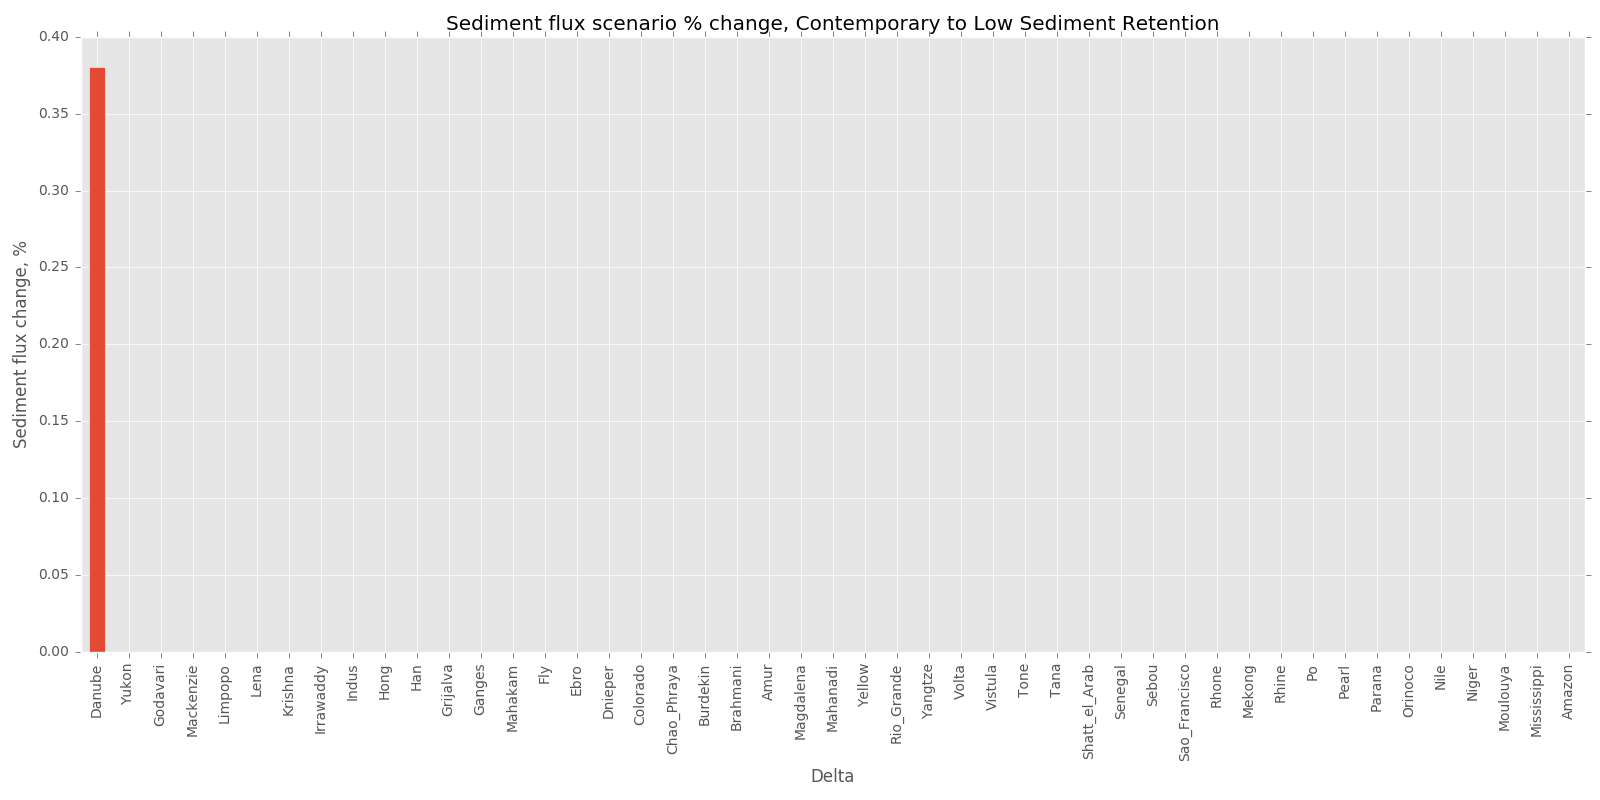 Sediment flux scenario % change, Contemporary to Low Sediment Retention
0.40
0.35
0.30
0.25
0.20
0.15
0.10
0.05
0.00
Sediment flux change, %
Danube
Yukon
Godavari
Mackenzie
Limpopo
Lena
Krishna
Irrawaddy
Indus
Hong
Han
Grijalva
Ganges
Mahakam
Fly
Ebro
Dnieper
Colorado
Chao_Phraya
Burdekin
Brahmani
Amur
Magdalena
Mahanadi
Yellow
Rio_Grande
Yangtze
Volta
Vistula
Tone
Tana
Shatt_el_Arab
Senegal
Sebou
Sao_Francisco
Rhone
Mekong
Rhine
Po
Pearl
Parana
Orinoco
Nile
Niger
Moulouya
Mississippi
Amazon
Delta